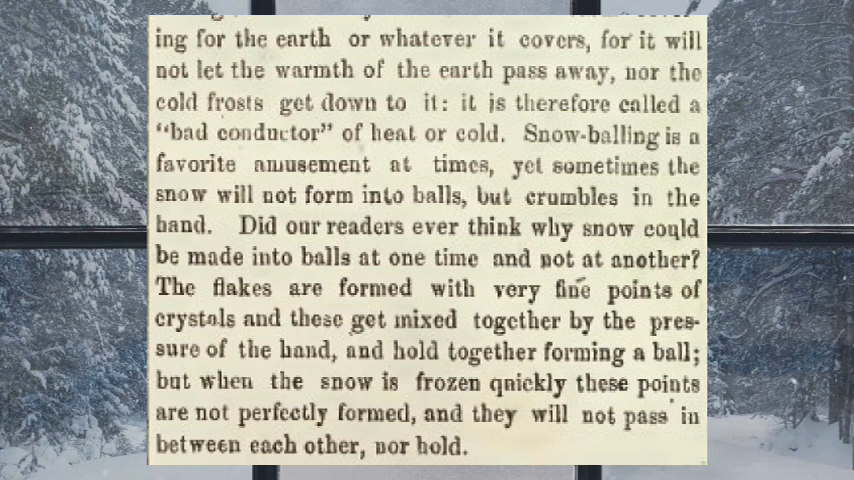 ing for the earth or whatever it covers, for it will
not let the warmth of the earth pass away, nor the
cold frosts get down to it: it is therefore called a
"bad conductor" of heat or cold. Snow-balling is a
favorite amusement at times, yet sometimes the
snow will not form into balls, but crumbles in the
hand. Did our readers ever think why snow could
be made into balls at one time and not at another?
The flakes are formed with very fine points of
crystals and these get mixed together by the pres-
sure of the hand, and hold together forming a ball;
but when the snow is frozen quickly these points
are not perfectly formed, and they will not pass in
between each other, nor hold.